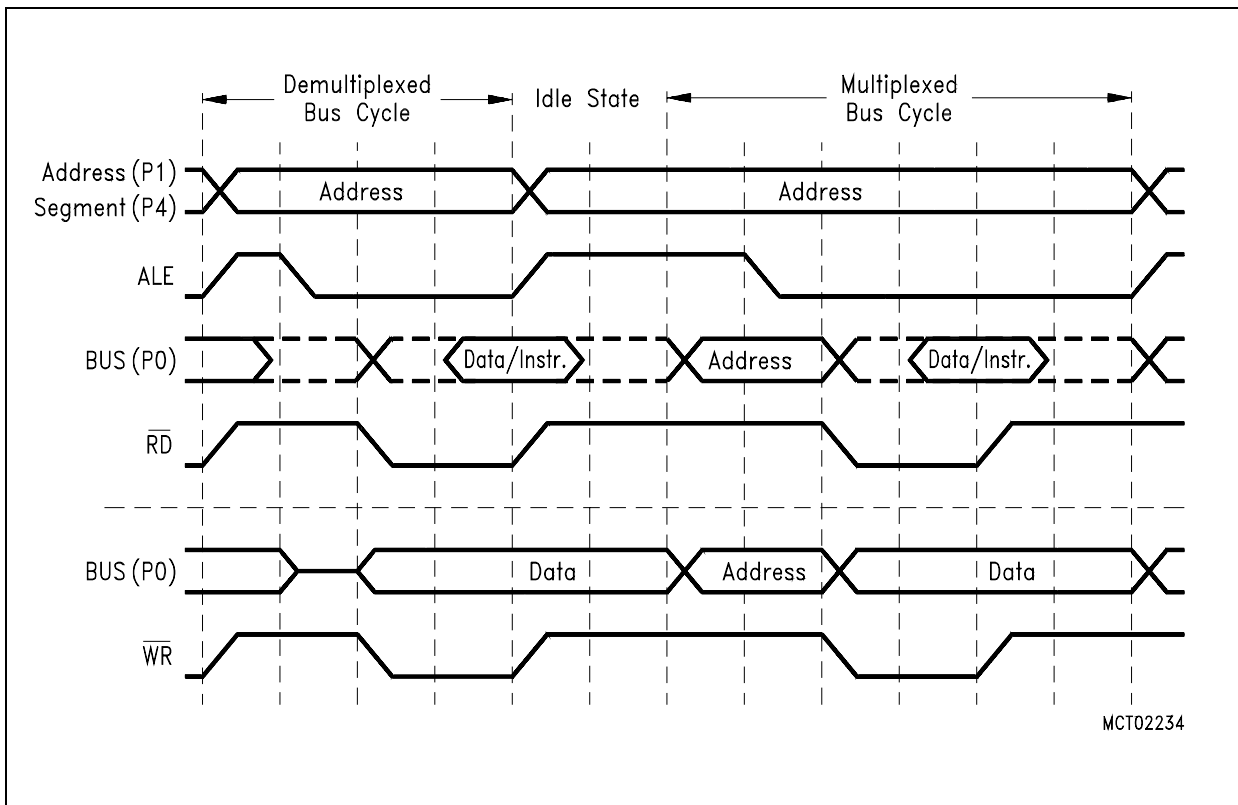 Demultiplexed
Bus Cycle
Idle State
Multiplexed
Bus Cycle
Address (P1)
Segment (P4)
Address
Address
ALE
BUS (P0)
Data/Instr.
Address
Data/Instr.
RD
BUS (P0)
Data
Address
Data
WR
MCT02234